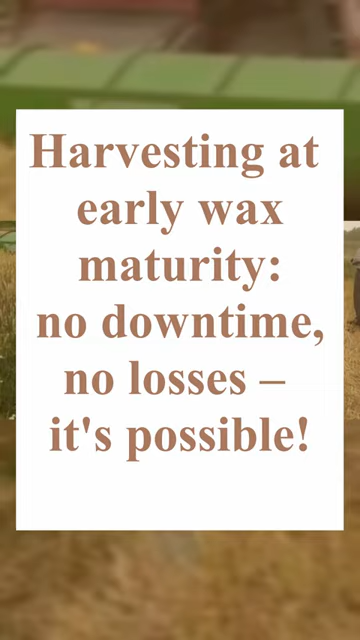 Harvesting at
early wax
maturity:
no downtime,
no losses –
it's possible!